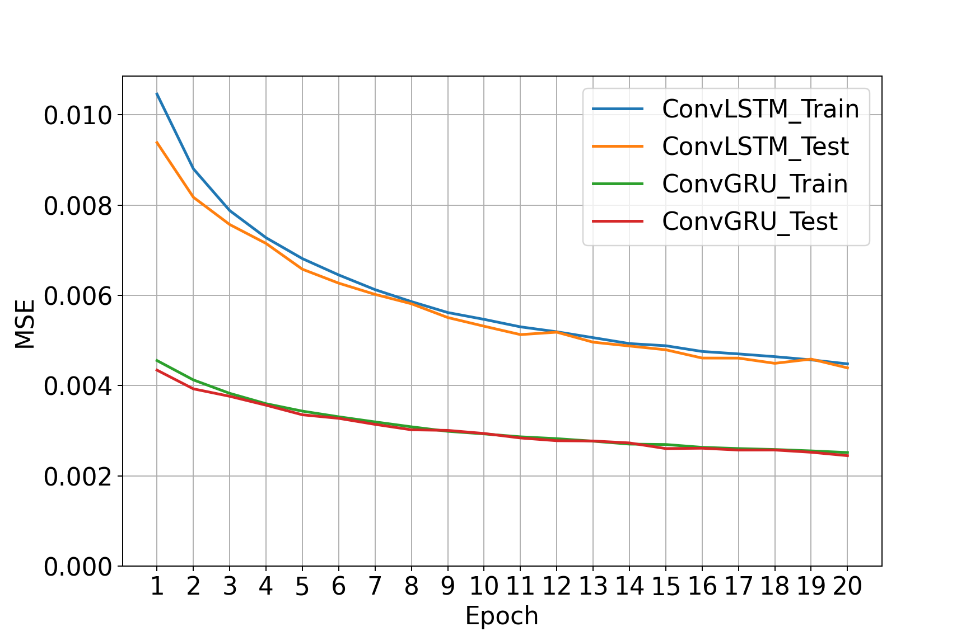 0.010
0.008
0.006
0.004
0.002
0.000
MSE
1 2 3 4 5 6 7 8 9 10 11 12 13 14 15 16 17 18 19 20
Epoch
ConvLSTM_Train
ConvLSTM_Test
ConvGRU_Train
ConvGRU_Test